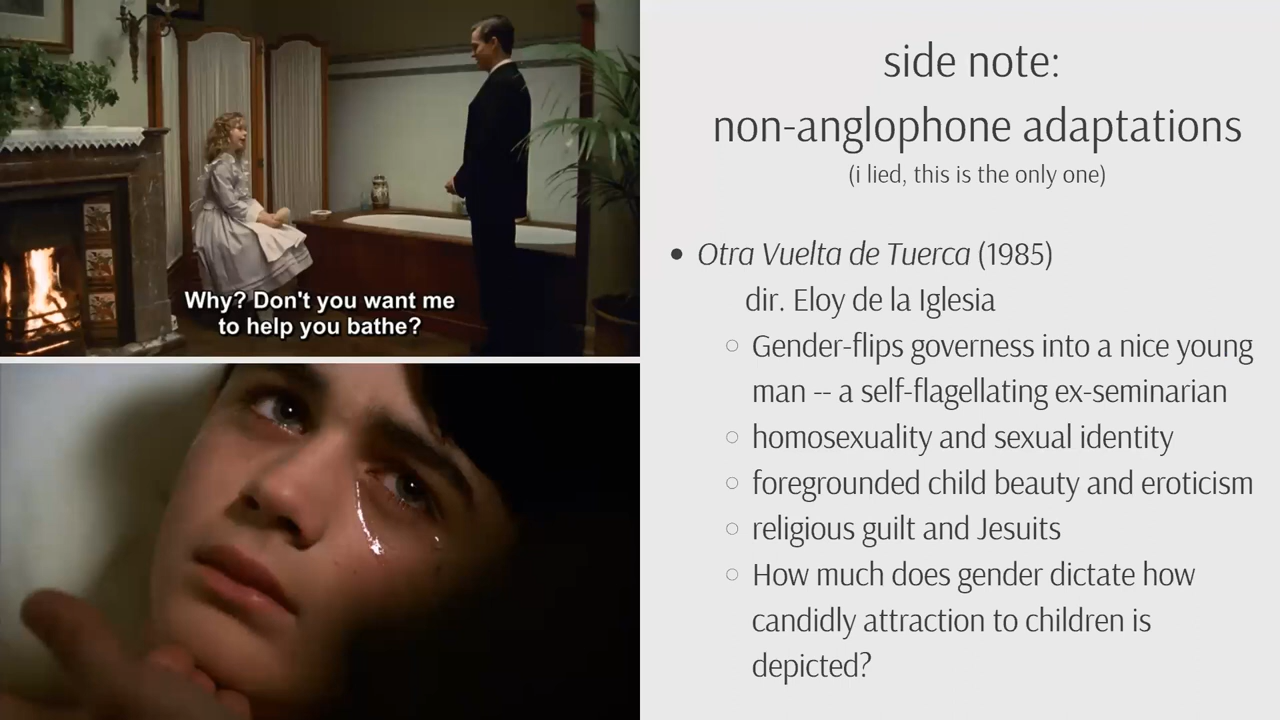 Why? Don't you want me
to help you bathe?
side note:
non-anglophone adaptations
(i lied, this is the only one)
• Otra Vuelta de Tuerca (1985)
dir. Eloy de la Iglesia
○ Gender-flips governess into a nice young
man -- a self-flagellating ex-seminarian
○ homosexuality and sexual identity
○ foregrounded child beauty and eroticism
○ religious guilt and Jesuits
○ How much does gender dictate how
candidly attraction to children is
depicted?